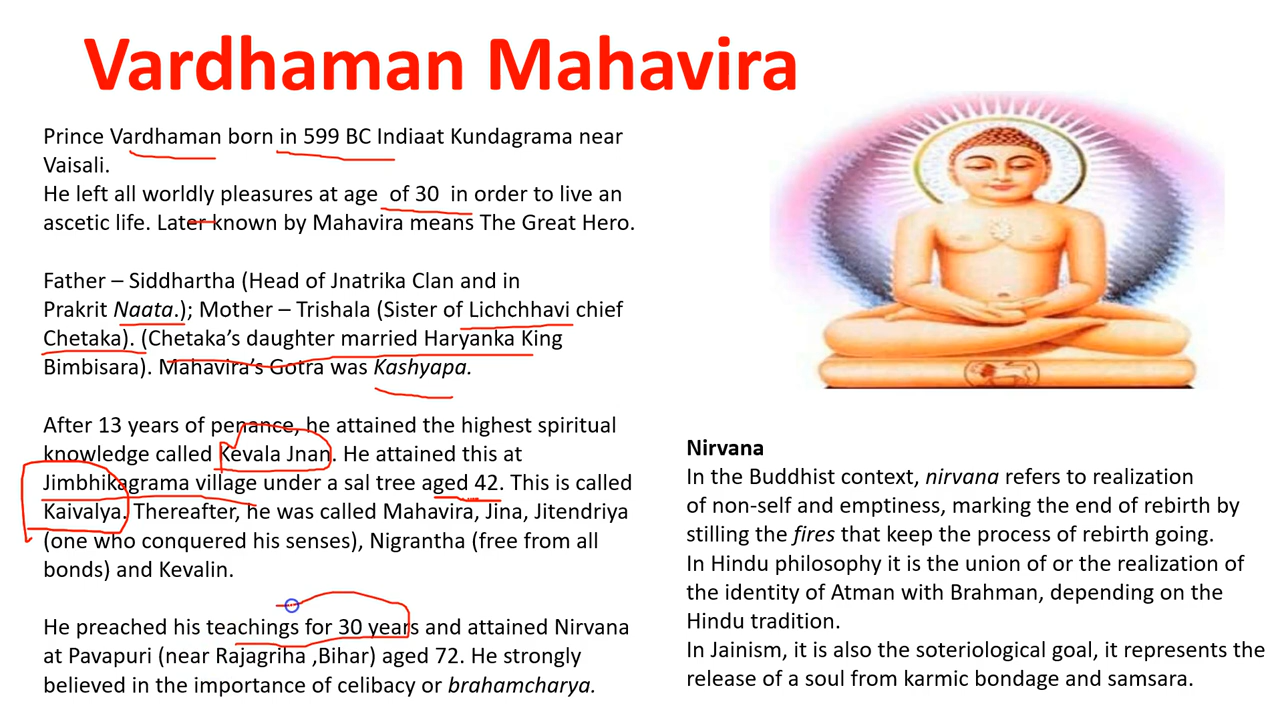 Vardhaman Mahavira
Prince Vardhaman born in 599 BC Indiaat Kundagrama near
Vaisali.
He left all worldly pleasures at age of 30 in order to live an
ascetic life. Later known by Mahavira means The Great Hero.
Father – Siddhartha (Head of Jnatrika Clan and in
Prakrit Naata.); Mother – Trishala (Sister of Lichchhavi chief
Chetaka). (Chetaka’s daughter married Haryanka King
Bimbisara). Mahavira’s Gotra was Kashyapa.
After 13 years of penance, he attained the highest spiritual
knowledge called Kevala Jnan. He attained this at
Jimbhikagrama village under a sal tree aged 42. This is called
Kaivalya. Thereafter, he was called Mahavira, Jina, Jitendriya
(one who conquered his senses), Nigrantha (free from all
bonds) and Kevalin.
He preached his teachings for 30 years and attained Nirvana
at Pavapuri (near Rajagriha ,Bihar) aged 72. He strongly
believed in the importance of celibacy or brahamcharya.
Nirvana
In the Buddhist context, nirvana refers to realization
of non-self and emptiness, marking the end of rebirth by
stilling the fires that keep the process of rebirth going.
In Hindu philosophy it is the union of or the realization of
the identity of Atman with Brahman, depending on the
Hindu tradition.
In Jainism, it is also the soteriological goal, it represents the
release of a soul from karmic bondage and samsara.